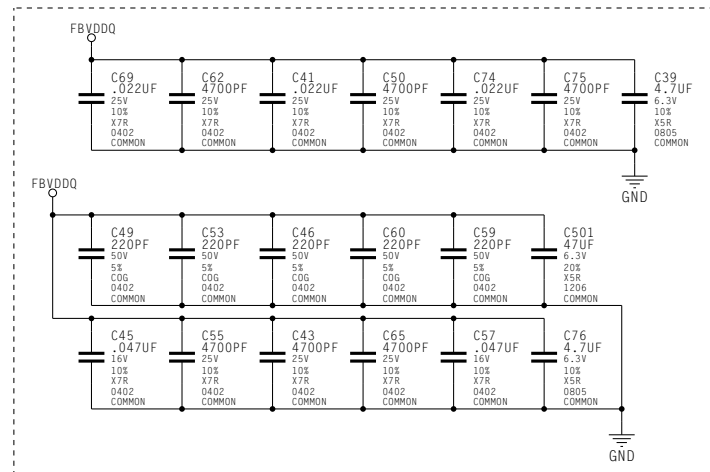 FBVDDQ
C69
.022UF
25V
10%
X7R
0402
COMMON
C62
4700PF
25V
10%
X7R
0402
COMMON
C41
.022UF
25V
10%
X7R
0402
COMMON
C50
4700PF
25V
10%
X7R
0402
COMMON
C74
.022UF
25V
10%
X7R
0402
COMMON
C75
4700PF
25V
10%
X7R
0402
COMMON
C39
4.7UF
6.3V
10%
X5R
0805
COMMON
GND
FBVDDQ
C49
220PF
50V
5%
COG
0402
COMMON
C53
220PF
50V
5%
COG
0402
COMMON
C46
220PF
50V
5%
COG
0402
COMMON
C60
220PF
50V
5%
COG
0402
COMMON
C59
220PF
50V
5%
COG
0402
COMMON
C501
47UF
6.3V
20%
X5R
1206
COMMON
C45
.047UF
16V
10%
X7R
0402
COMMON
C55
4700PF
25V
10%
X7R
0402
COMMON
C43
4700PF
25V
10%
X7R
0402
COMMON
C65
4700PF
25V
10%
X7R
0402
COMMON
C57
.047UF
16V
10%
X7R
0402
COMMON
C76
4.7UF
6.3V
10%
X5R
0805
COMMON
GND